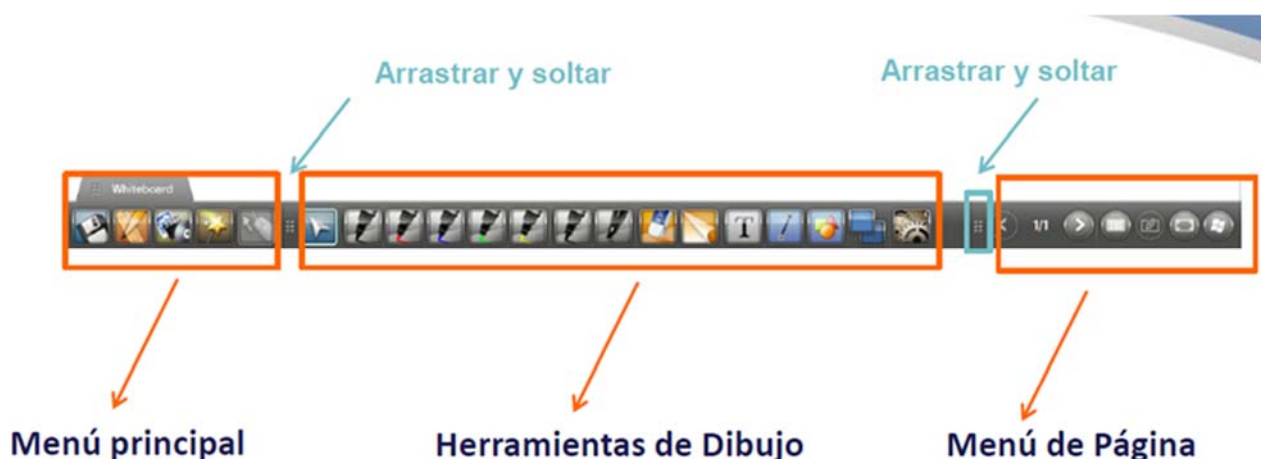 Arrastrar y soltar
Arrastrar y soltar
Whiteboard
T
1/1
Menú principal
Herramientas de Dibujo
Menú de Página